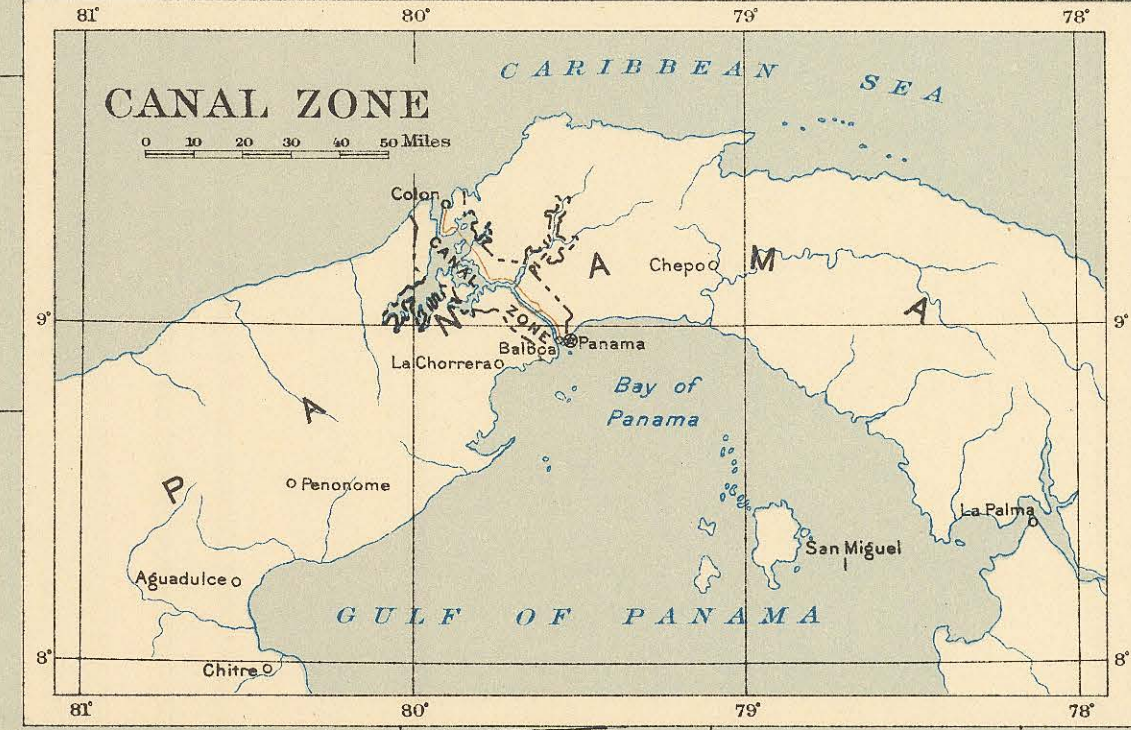 81° 80° 79° 78°
CARIBBEAN SEA
CANAL ZONE
0 10 20 30 40 50 Miles
Colon
CANAL
ZONE
Chepo
PANAMA
9° 9°
Balboa
Panama
La Chorrera
Bay of
Panama
Penonome
La Palma
San Miguel
I
Aguadulce
GULF OF PANAMA
Chitre
8° 8°
81° 80° 79° 78°